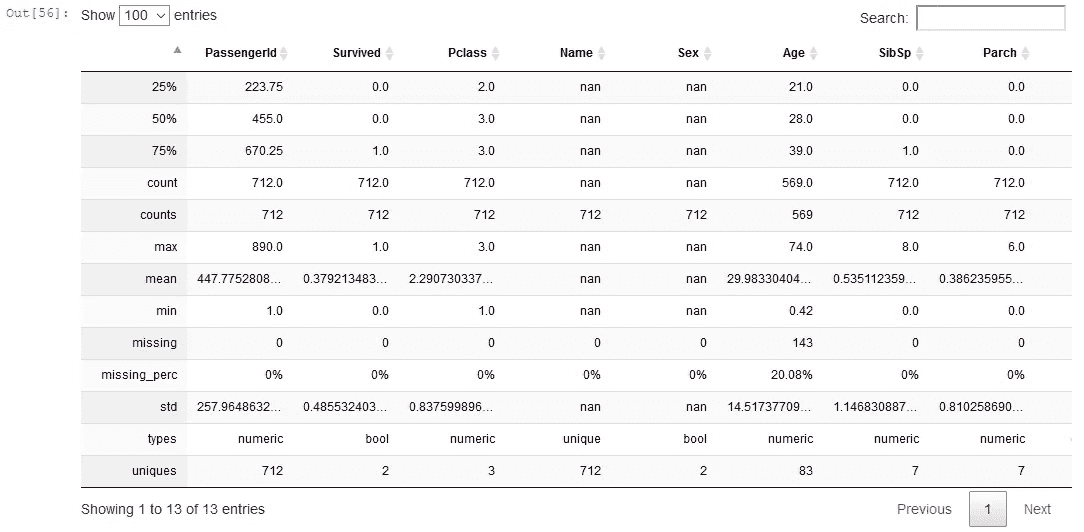 Out[56]: Show 100 entries Search:
PassengerId Survived Pclass Name Sex Age SibSp Parch
25% 223.75 0.0 2.0 nan nan 21.0 0.0 0.0
50% 455.0 0.0 3.0 nan nan 28.0 0.0 0.0
75% 670.25 1.0 3.0 nan nan 39.0 1.0 0.0
count 712.0 712.0 712.0 nan nan 569.0 712.0 712.0
counts 712 712 712 712 712 569 712 712
max 890.0 1.0 3.0 nan nan 74.0 8.0 6.0
mean 447.7752808... 0.379213483... 2.290730337... nan nan 29.98330404... 0.535112359... 0.386235955...
min 1.0 0.0 1.0 nan nan 0.42 0.0 0.0
missing 0 0 0 0 0 143 0 0
missing_perc 0% 0% 0% 0% 0% 20.08% 0% 0%
std 257.9648632... 0.485532403... 0.837599896... nan nan 14.51737709... 1.146830887... 0.810258690...
types numeric bool numeric unique bool numeric numeric numeric
uniques 712 2 3 712 2 83 7 7
Showing 1 to 13 of 13 entries Previous 1 Next